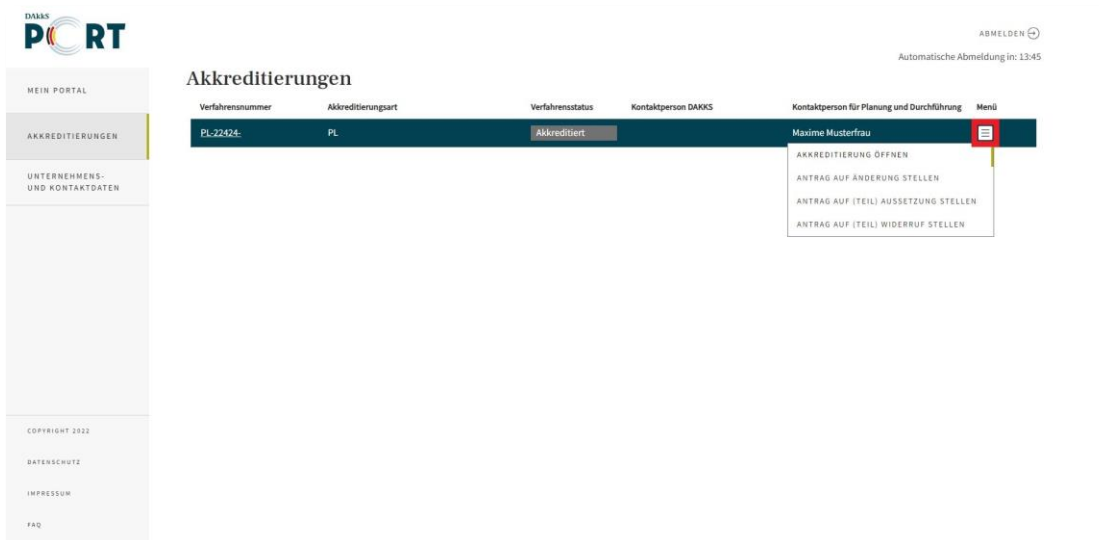 DAkkS
PORT
ABMELDEN
Automatische Abmeldung in: 13:45
MEIN PORTAL
AKKREDITIERUNGEN
UNTERNEHMENS-
UND KONTAKTDATEN
Akkreditierungen
Verfahrensnummer Akkreditierungsart Verfahrensstatus Kontaktperson DAKKS Kontaktperson für Planung und Durchführung Menü
PL-22424- PL Akkreditiert Maxime Musterfrau
AKKREDITIERUNG ÖFFNEN
ANTRAG AUF ÄNDERUNG STELLEN
ANTRAG AUF (TEIL) AUSSETZUNG STELLEN
ANTRAG AUF (TEIL) WIDERRUF STELLEN
COPYRIGHT 2022
DATENSCHUTZ
IMPRESSUM
FAQ